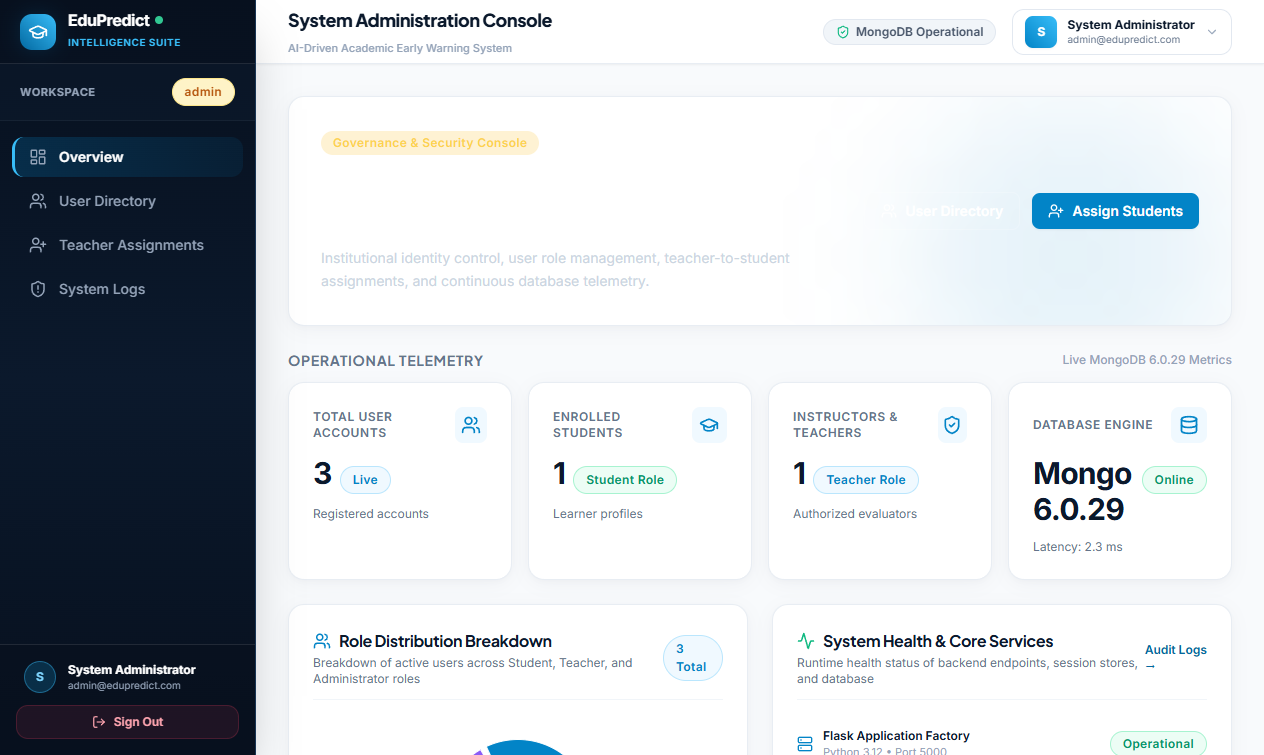 EduPredict
INTELLIGENCE SUITE
WORKSPACE
admin
Overview
User Directory
Teacher Assignments
System Logs
S
System Administrator
admin@edupredict.com
Sign Out
System Administration Console
AI-Driven Academic Early Warning System
MongoDB Operational
S
System Administrator
admin@edupredict.com
Governance & Security Console
User Directory
Assign Students
Institutional identity control, user role management, teacher-to-student
assignments, and continuous database telemetry.
OPERATIONAL TELEMETRY
Live MongoDB 6.0.29 Metrics
TOTAL USER
ACCOUNTS
3 Live
Registered accounts
ENROLLED
STUDENTS
1 Student Role
Learner profiles
INSTRUCTORS &
TEACHERS
1 Teacher Role
Authorized evaluators
DATABASE ENGINE
Mongo
6.0.29
Online
Latency: 2.3 ms
Role Distribution Breakdown
Breakdown of active users across Student, Teacher, and
Administrator roles
3
Total
System Health & Core Services
Runtime health status of backend endpoints, session stores,
and database
Audit Logs
→
Flask Application Factory
Python 3.12 • Port 5000
Operational